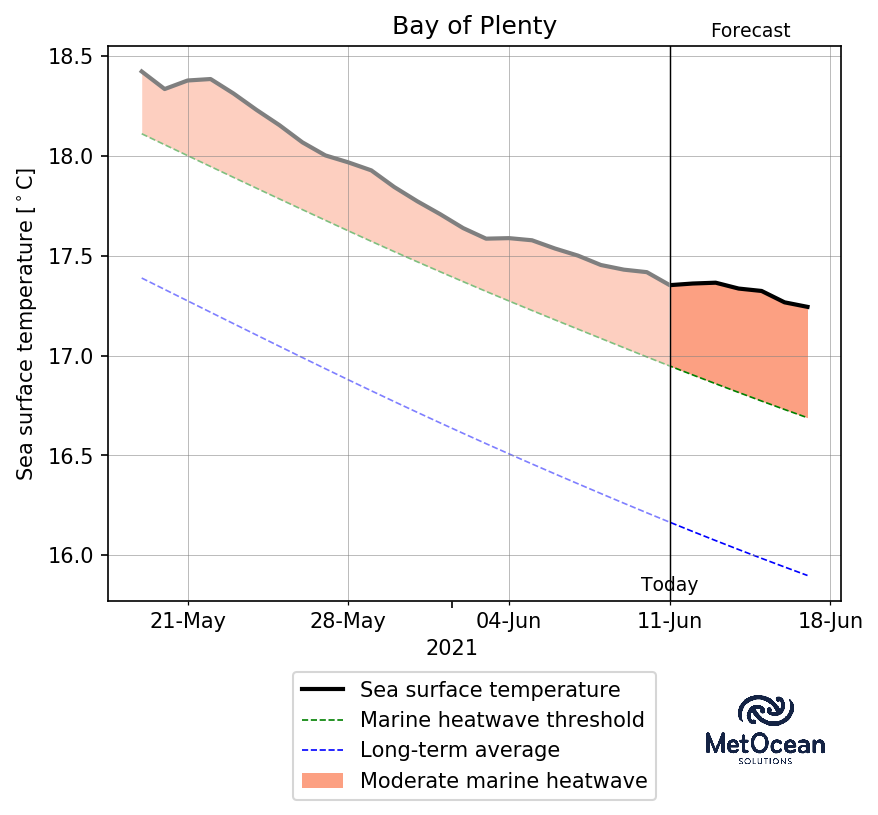 Bay of Plenty
Forecast
Sea surface temperature [°C]
18.5
18.0
17.5
17.0
16.5
16.0
Today
21-May 28-May 04-Jun 11-Jun 18-Jun
2021
Sea surface temperature
Marine heatwave threshold
Long-term average
Moderate marine heatwave
MetOcean
SOLUTIONS